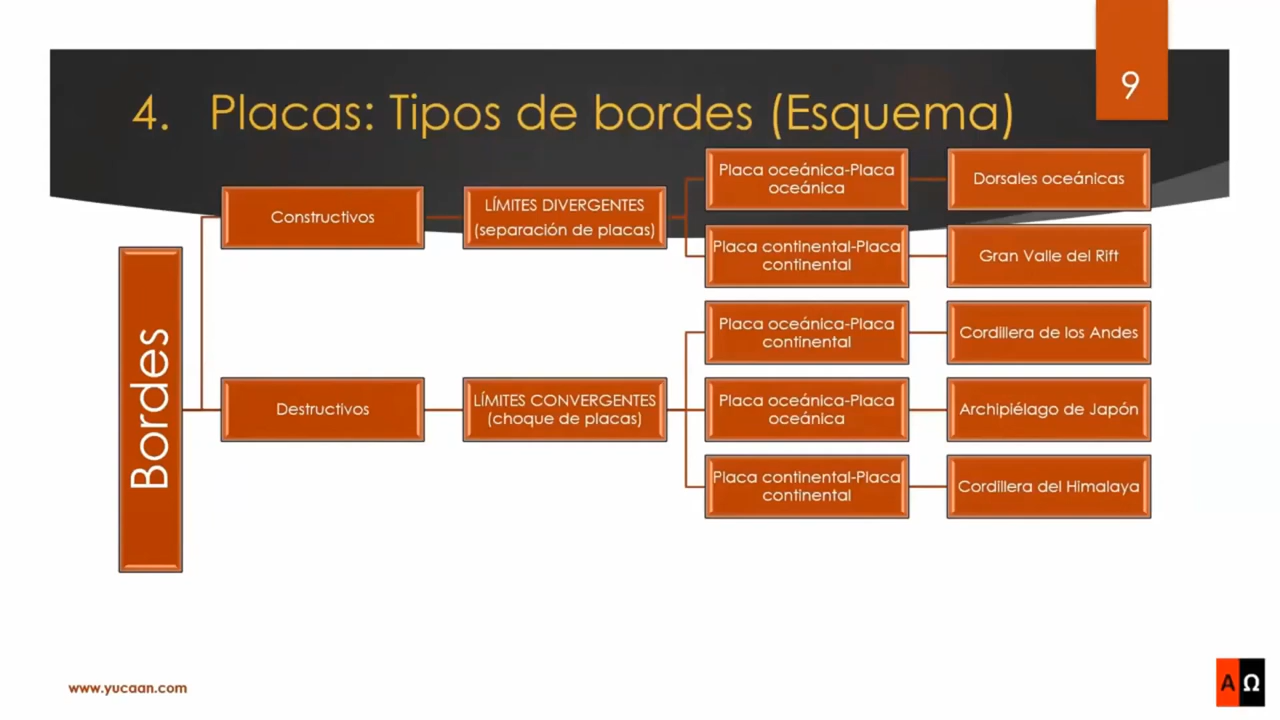 9
4. Placas: Tipos de bordes (Esquema)
Bordes
Constructivos
LÍMITES DIVERGENTES
(separación de placas)
Placa oceánica-Placa
oceánica
Dorsales oceánicas
Placa continental-Placa
continental
Gran Valle del Rift
Destructivos
LÍMITES CONVERGENTES
(choque de placas)
Placa oceánica-Placa
continental
Cordillera de los Andes
Placa oceánica-Placa
oceánica
Archipiélago de Japón
Placa continental-Placa
continental
Cordillera del Himalaya
www.yucaan.com
AΩ